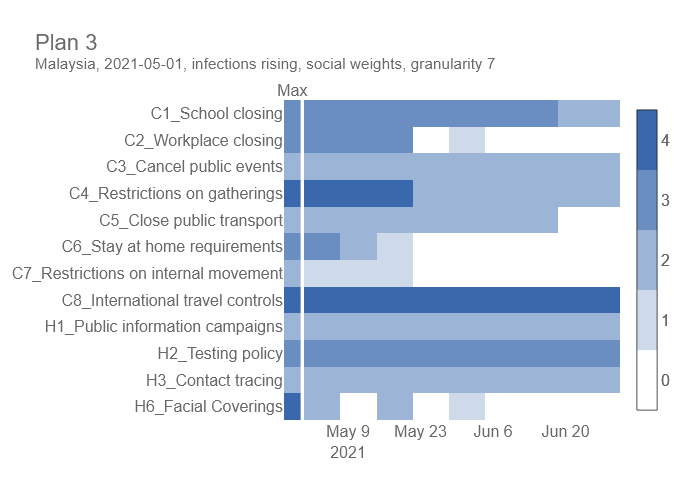 Plan 3
Malaysia, 2021-05-01, infections rising, social weights, granularity 7
Max
C1_School closing
C2_Workplace closing
C3_Cancel public events
C4_Restrictions on gatherings
C5_Close public transport
C6_Stay at home requirements
C7_Restrictions on internal movement
C8_International travel controls
H1_Public information campaigns
H2_Testing policy
H3_Contact tracing
H6_Facial Coverings
May 9 May 23 Jun 6 Jun 20
2021
4
3
2
1
0